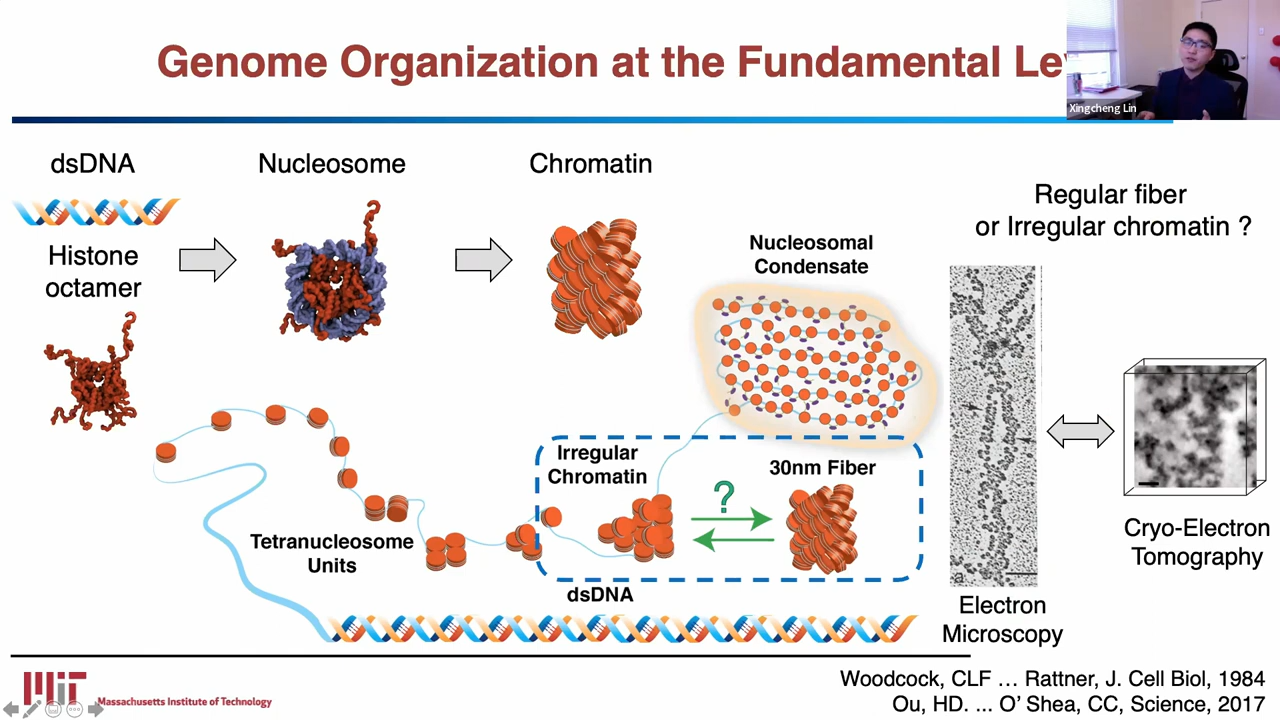 Genome Organization at the Fundamental Le
Xingcheng Lin
dsDNA
Nucleosome
Chromatin
Histone
octamer
Regular fiber
or Irregular chromatin ?
Nucleosomal
Condensate
Irregular
Chromatin
30nm Fiber
?
Tetranucleosome
Units
dsDNA
a
Cryo-Electron
Tomography
Electron
Microscopy
MIT
Massachusetts Institute of Technology
Woodcock, CLF … Rattner, J. Cell Biol, 1984
Ou, HD. ... O’ Shea, CC, Science, 2017